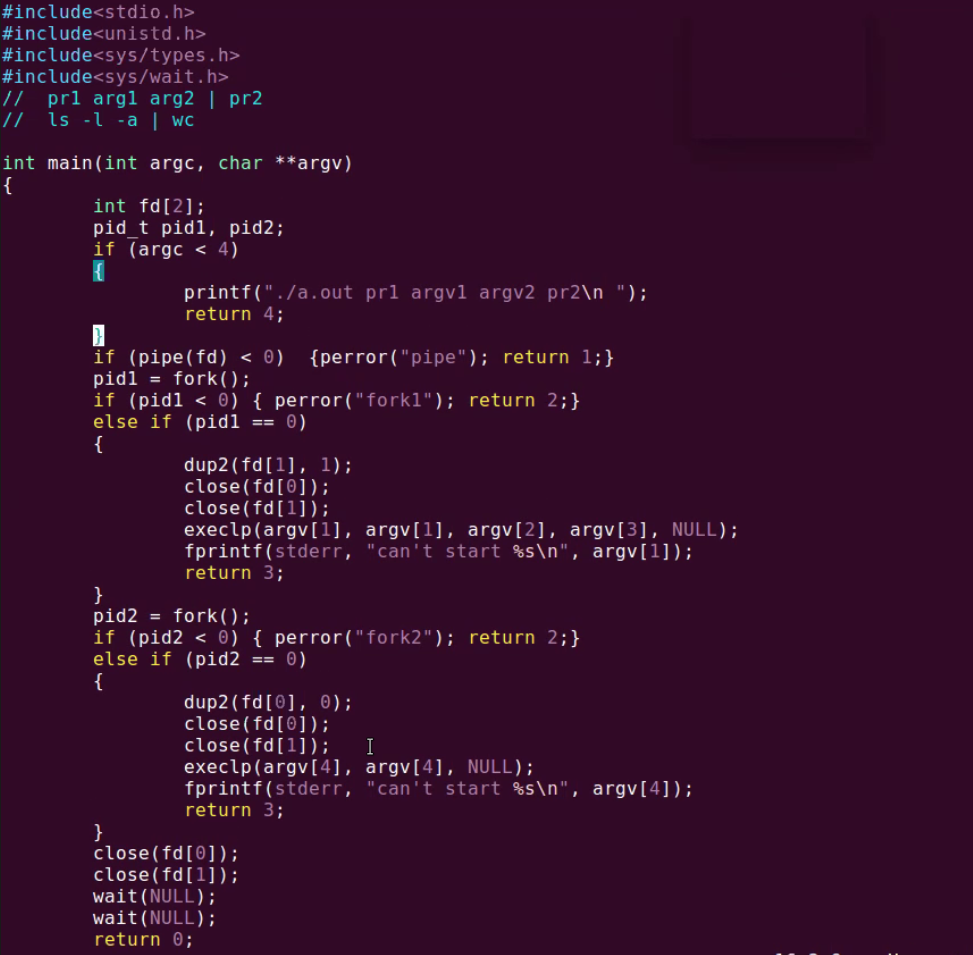 #include<stdio.h>
#include<unistd.h>
#include<sys/types.h>
#include<sys/wait.h>
//  pr1 arg1 arg2 | pr2
//  ls -l -a | wc

int main(int argc, char **argv)
{
        int fd[2];
        pid_t pid1, pid2;
        if (argc < 4)
        {
                printf("./a.out pr1 argv1 argv2 pr2\n ");
                return 4;
        }
        if (pipe(fd) < 0)  {perror("pipe"); return 1;}
        pid1 = fork();
        if (pid1 < 0) { perror("fork1"); return 2;}
        else if (pid1 == 0)
        {
                dup2(fd[1], 1);
                close(fd[0]);
                close(fd[1]);
                execlp(argv[1], argv[1], argv[2], argv[3], NULL);
                fprintf(stderr, "can't start %s\n", argv[1]);
                return 3;
        }
        pid2 = fork();
        if (pid2 < 0) { perror("fork2"); return 2;}
        else if (pid2 == 0)
        {
                dup2(fd[0], 0);
                close(fd[0]);
                close(fd[1]);
                execlp(argv[4], argv[4], NULL);
                fprintf(stderr, "can't start %s\n", argv[4]);
                return 3;
        }
        close(fd[0]);
        close(fd[1]);
        wait(NULL);
        wait(NULL);
        return 0;